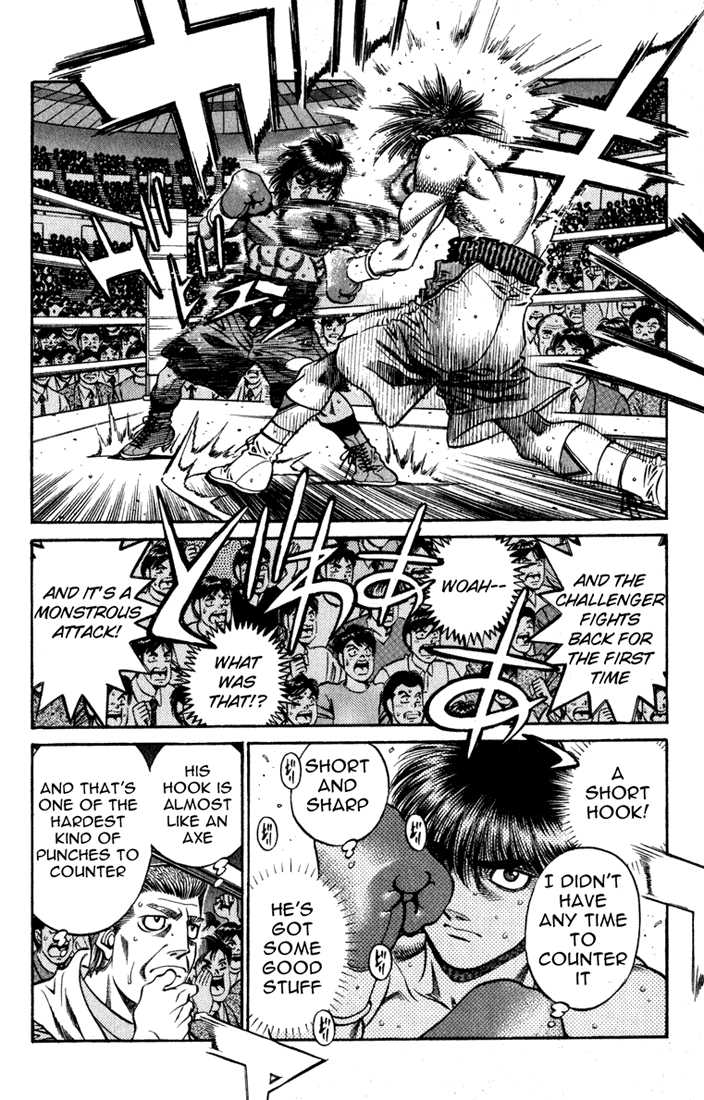 AND THE
CHALLENGER
FIGHTS
BACK FOR
THE FIRST
TIME
WOAH--
WHAT
WAS
THAT!?
AND IT'S A
MONSTROUS
ATTACK!
A
SHORT
HOOK!
I DIDN'T
HAVE
ANY TIME
TO
COUNTER
IT
SHORT
AND
SHARP
HE'S
GOT
SOME
GOOD
STUFF
HIS
HOOK IS
ALMOST
LIKE AN
AXE
AND THAT'S
ONE OF THE
HARDEST
KIND OF
PUNCHES TO
COUNTER